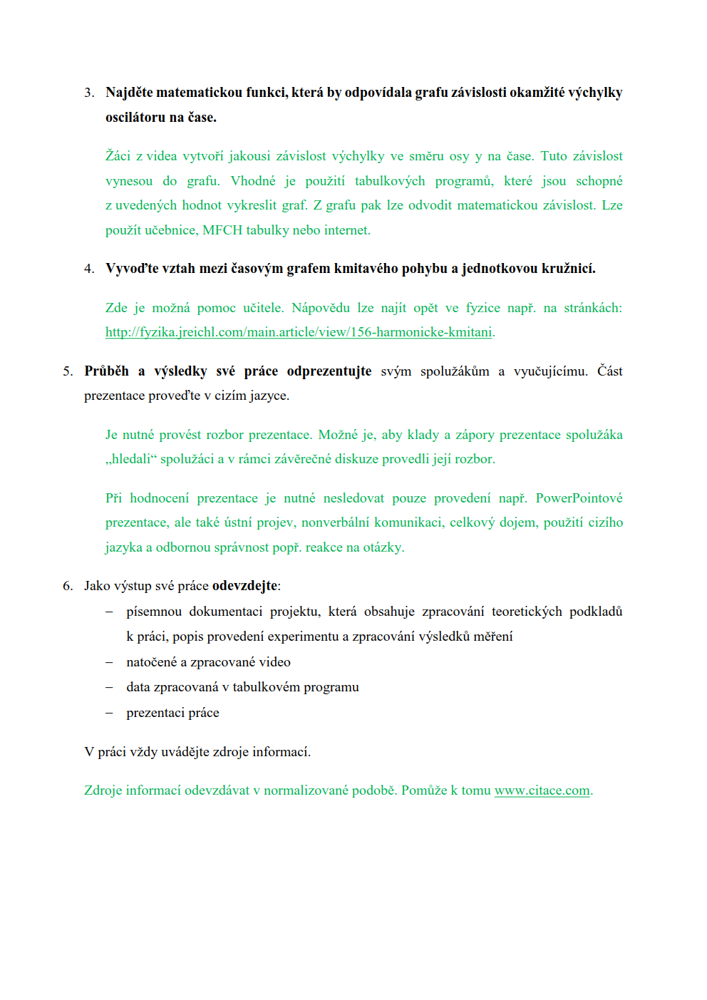 3. Najděte matematickou funkci, která by odpovídala grafu závislosti okamžité výchylky
oscilátoru na čase.
Žáci z videa vytvoří jakousi závislost výchylky ve směru osy y na čase. Tuto závislost
vynesou do grafu. Vhodné je použití tabulkových programů, které jsou schopné
z uvedených hodnot vykreslit graf. Z grafu pak lze odvodit matematickou závislost. Lze
použít učebnice, MFCH tabulky nebo internet.
4. Vyvoďte vztah mezi časovým grafem kmitavého pohybu a jednotkovou kružnicí.
Zde je možná pomoc učitele. Nápovědu lze najít opět ve fyzice např. na stránkách:
http://fyzika.jreichl.com/main.article/view/156-harmonicke-kmitani.
5. Průběh a výsledky své práce odprezentujte svým spolužákům a vyučujícímu. Část
prezentace proveďte v cizím jazyce.
Je nutné provést rozbor prezentace. Možné je, aby klady a zápory prezentace spolužáka
„hledali“ spolužáci a v rámci závěrečné diskuze provedli její rozbor.
Při hodnocení prezentace je nutné nesledovat pouze provedení např. PowerPointové
prezentace, ale také ústní projev, nonverbální komunikaci, celkový dojem, použití cizího
jazyka a odbornou správnost popř. reakce na otázky.
6. Jako výstup své práce odevzdejte:
– písemnou dokumentaci projektu, která obsahuje zpracování teoretických podkladů
k práci, popis provedení experimentu a zpracování výsledků měření
– natočené a zpracované video
– data zpracovaná v tabulkovém programu
– prezentaci práce
V práci vždy uvádějte zdroje informací.
Zdroje informací odevzdávat v normalizované podobě. Pomůže k tomu www.citace.com.